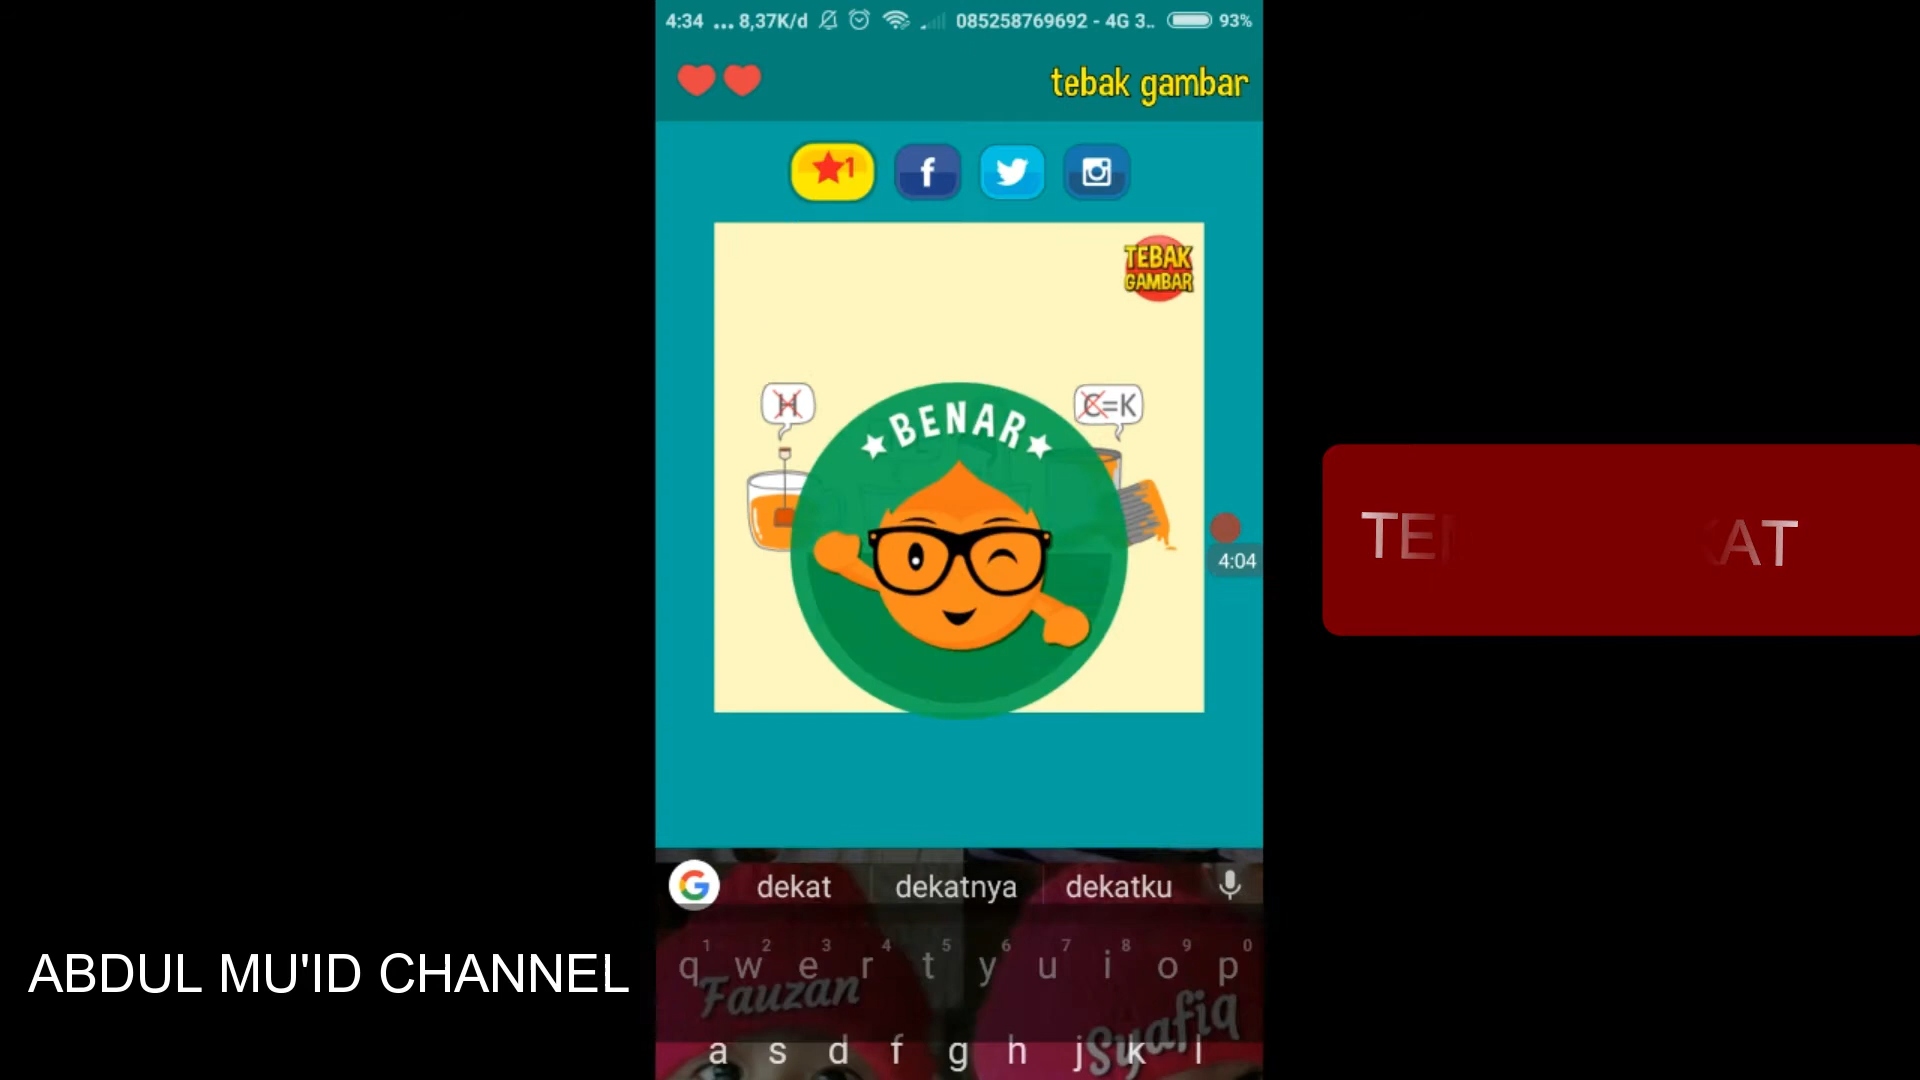 4:34 ... 8,37K/d 085258769692 - 4G 3.. 93%
tebak gambar
1
f
TEBAK
GAMBAR
H
C=K
BENAR
4:04
TE KAT
G dekat dekatnya dekatku
1 2 3 4 5 6 7 8 9 0
q w e r t y u i o p
Fauzan
Syafiq
a s d f g h j k l
ABDUL MU'ID CHANNEL